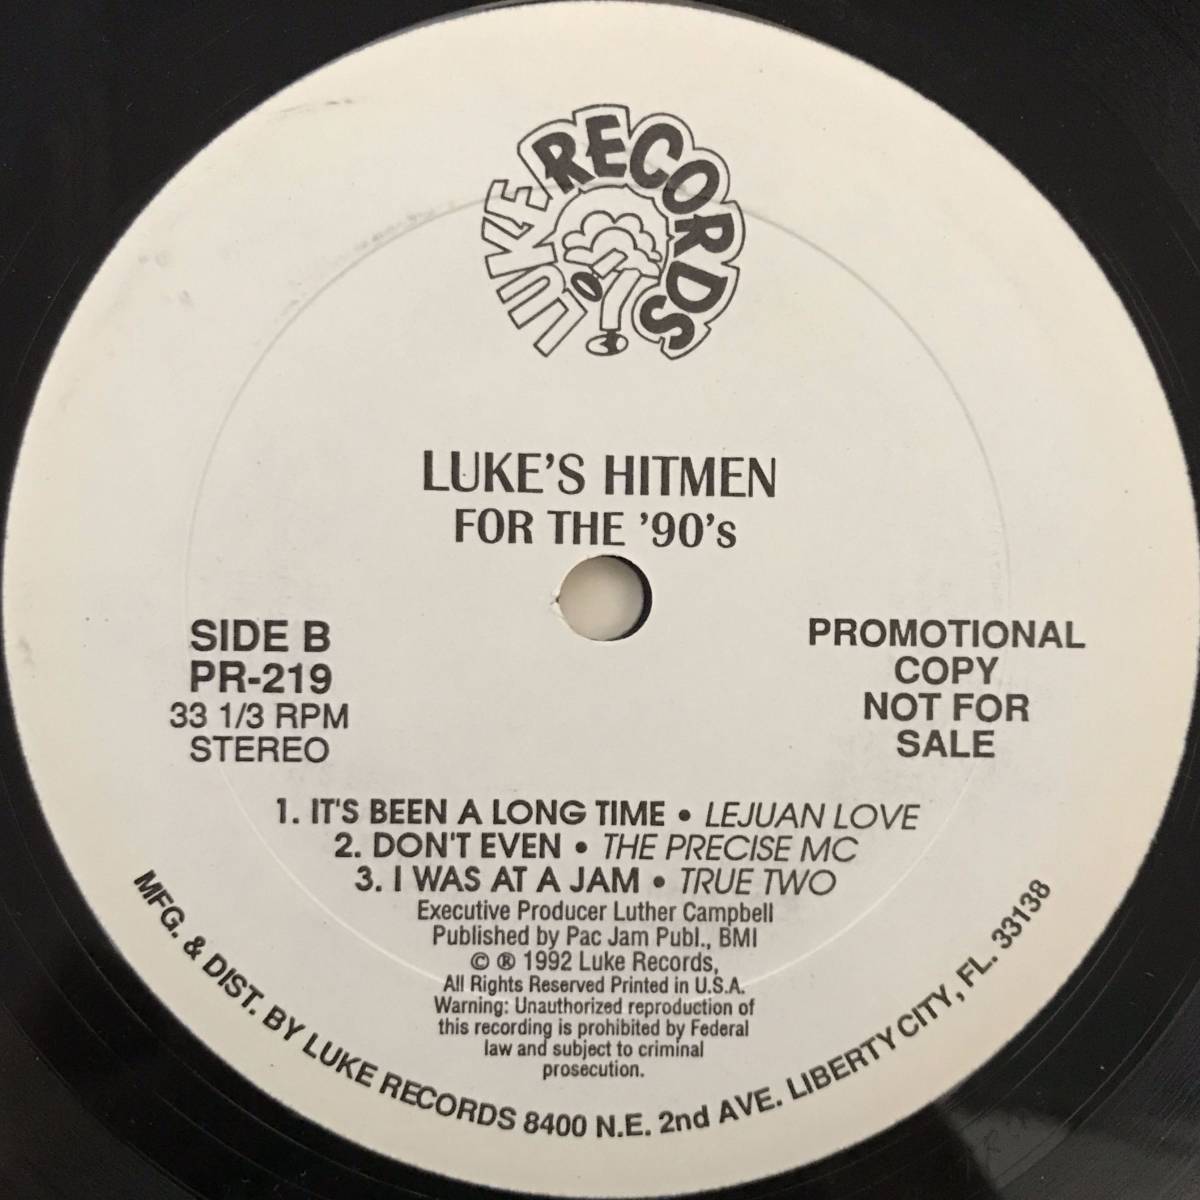 LUKE RECORDS
LUKE'S HITMEN
FOR THE '90's
SIDE B
PR-219
33 1/3 RPM
STEREO
PROMOTIONAL
COPY
NOT FOR
SALE
1. IT'S BEEN A LONG TIME • LEJUAN LOVE
2. DON'T EVEN • THE PRECISE MC
3. I WAS AT A JAM • TRUE TWO
Executive Producer Luther Campbell
Published by Pac Jam Publ., BMI
© ® 1992 Luke Records,
All Rights Reserved Printed in U.S.A.
Warning: Unauthorized reproduction of
this recording is prohibited by Federal
law and subject to criminal
prosecution.
MFG. & DIST. BY LUKE RECORDS 8400 N.E. 2nd AVE. LIBERTY CITY, FL. 33138